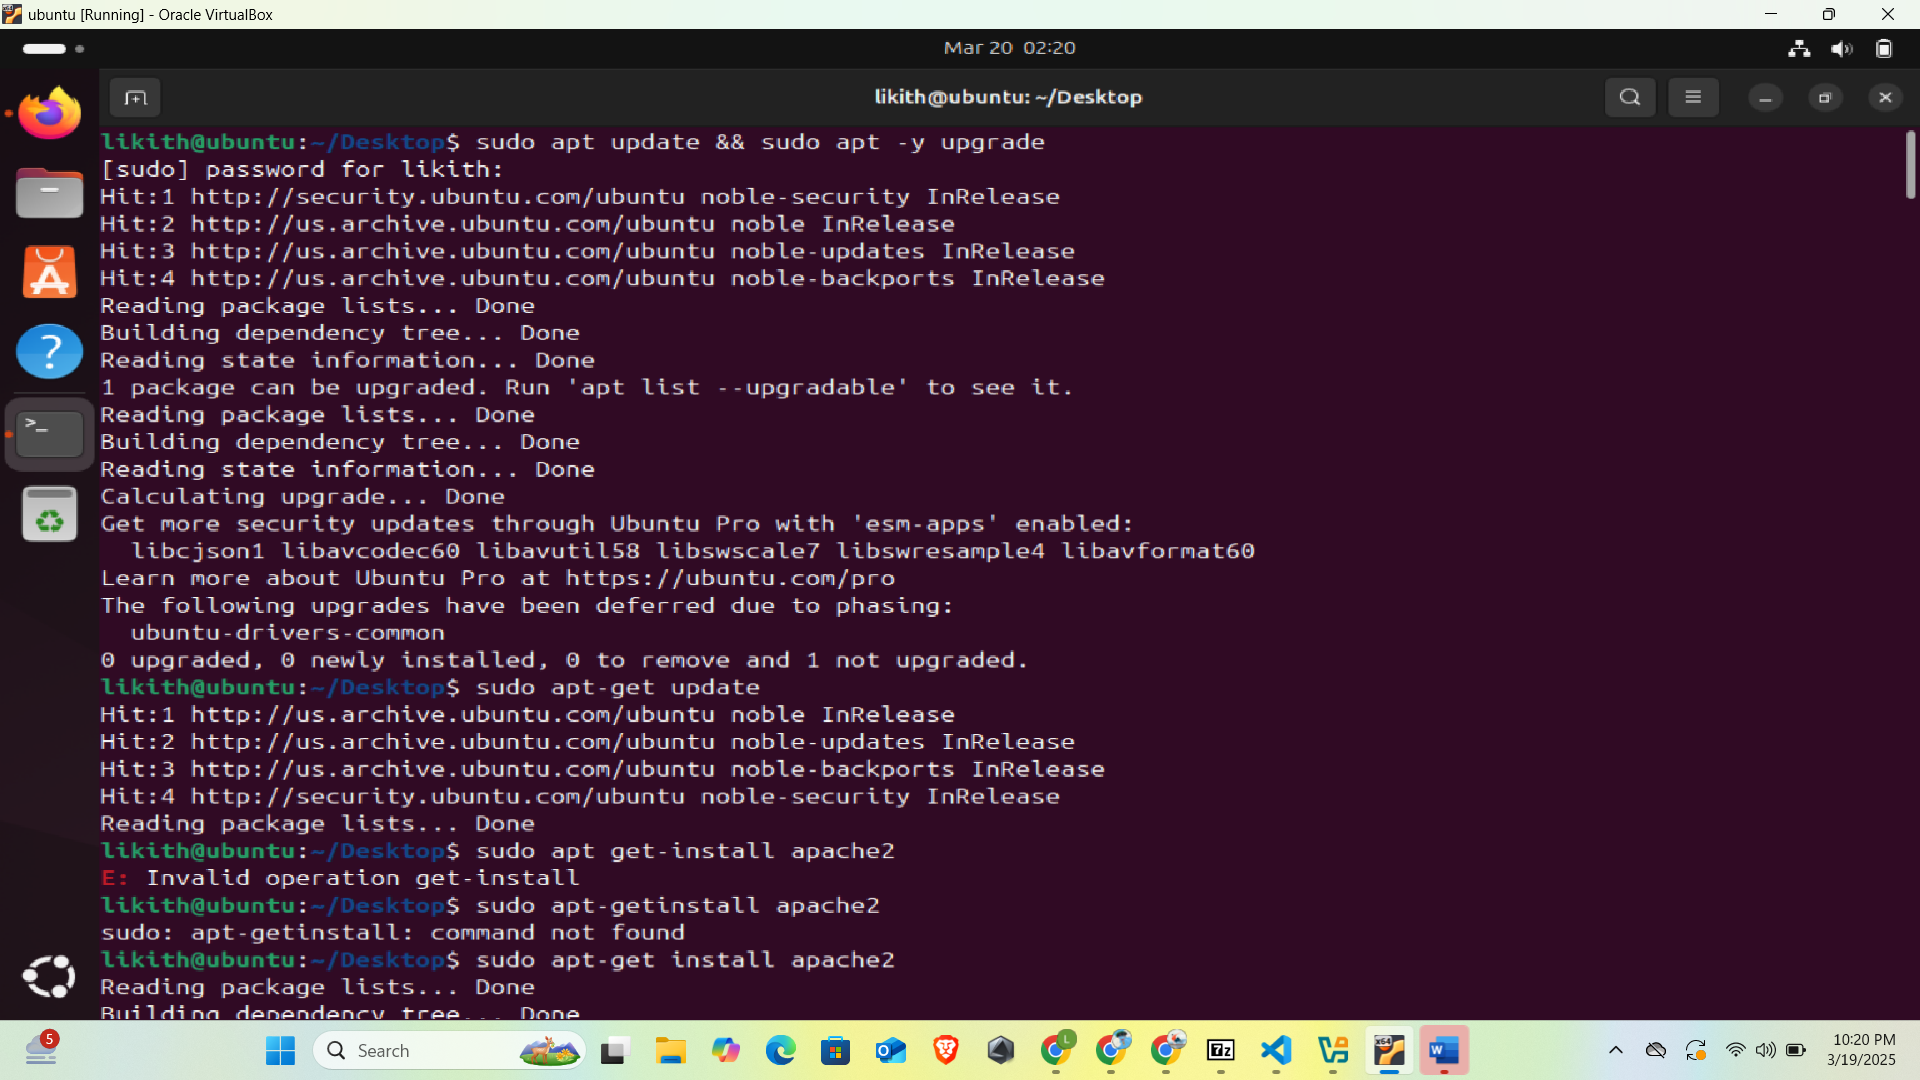 ubuntu [Running] - Oracle VirtualBox
Mar 20 02:20
likith@ubuntu: ~/Desktop
likith@ubuntu:~/Desktop$ sudo apt update && sudo apt -y upgrade
[sudo] password for likith:
Hit:1 http://security.ubuntu.com/ubuntu noble-security InRelease
Hit:2 http://us.archive.ubuntu.com/ubuntu noble InRelease
Hit:3 http://us.archive.ubuntu.com/ubuntu noble-updates InRelease
Hit:4 http://us.archive.ubuntu.com/ubuntu noble-backports InRelease
Reading package lists... Done
Building dependency tree... Done
Reading state information... Done
1 package can be upgraded. Run 'apt list --upgradable' to see it.
Reading package lists... Done
Building dependency tree... Done
Reading state information... Done
Calculating upgrade... Done
Get more security updates through Ubuntu Pro with 'esm-apps' enabled:
  libcjson1 libavcodec60 libavutil58 libswscale7 libswresample4 libavformat60
Learn more about Ubuntu Pro at https://ubuntu.com/pro
The following upgrades have been deferred due to phasing:
  ubuntu-drivers-common
0 upgraded, 0 newly installed, 0 to remove and 1 not upgraded.
likith@ubuntu:~/Desktop$ sudo apt-get update
Hit:1 http://us.archive.ubuntu.com/ubuntu noble InRelease
Hit:2 http://us.archive.ubuntu.com/ubuntu noble-updates InRelease
Hit:3 http://us.archive.ubuntu.com/ubuntu noble-backports InRelease
Hit:4 http://security.ubuntu.com/ubuntu noble-security InRelease
Reading package lists... Done
likith@ubuntu:~/Desktop$ sudo apt get-install apache2
E: Invalid operation get-install
likith@ubuntu:~/Desktop$ sudo apt-getinstall apache2
sudo: apt-getinstall: command not found
likith@ubuntu:~/Desktop$ sudo apt-get install apache2
Reading package lists... Done
Building dependency tree... Done
5
Search
10:20 PM
3/19/2025